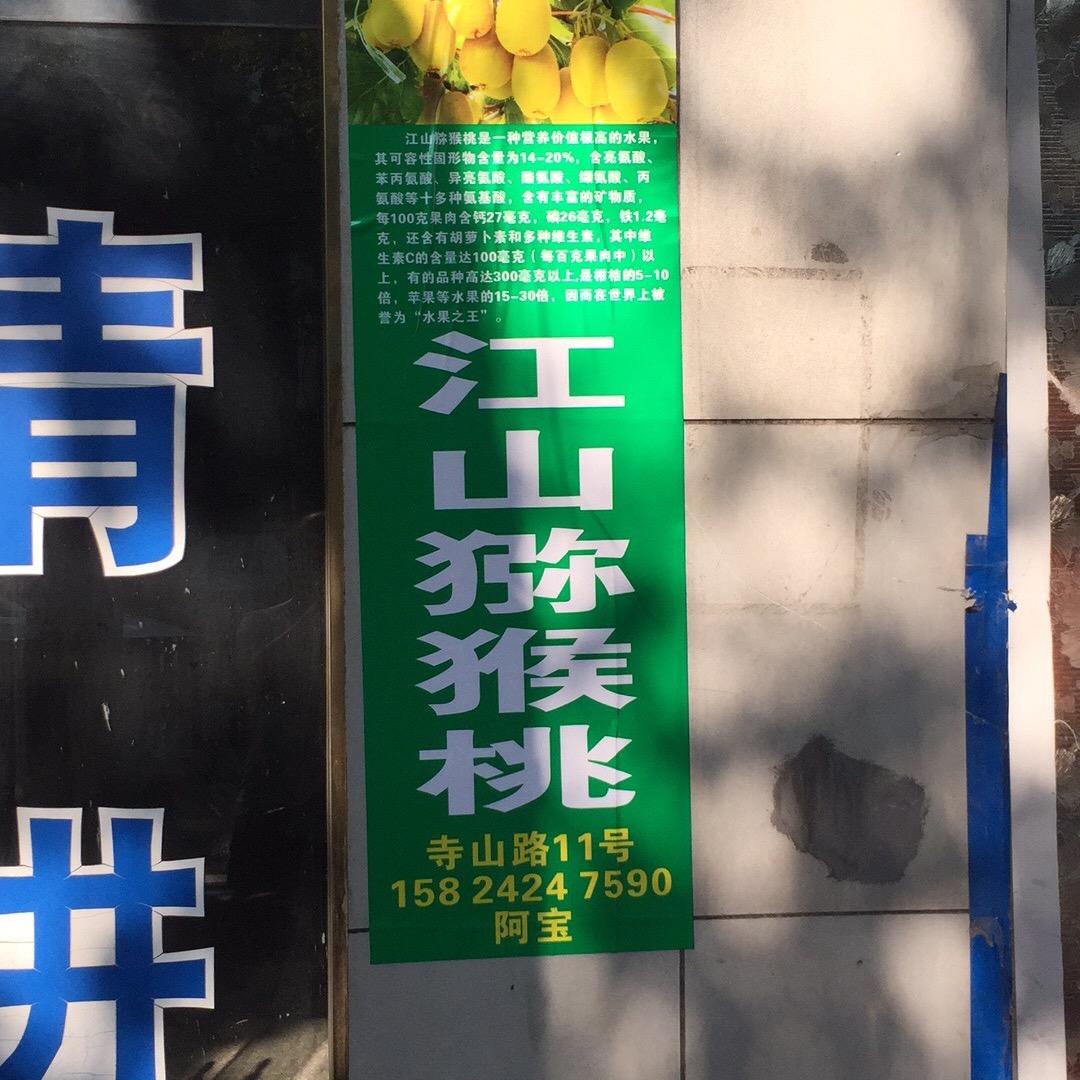 江山猕猴桃是一种营养价值极高的水果，
其可容性固形物含量为14-20%，含亮氨酸、
苯丙氨酸、异亮氨酸、酪氨酸、缬氨酸、丙
氨酸等十多种氨基酸，含有丰富的矿物质，
每100克果肉含钙27毫克，磷26毫克，铁1.2毫
克，还含有胡萝卜素和多种维生素，其中维
生素C的含量达100毫克（每百克果肉中）以
上，有的品种高达300毫克以上,是柑桔的5-10
倍，苹果等水果的15-30倍，因而在世界上被
誉为“水果之王”。
江
山
猕
猴
桃
寺山路11号
158 2424 7590
阿宝